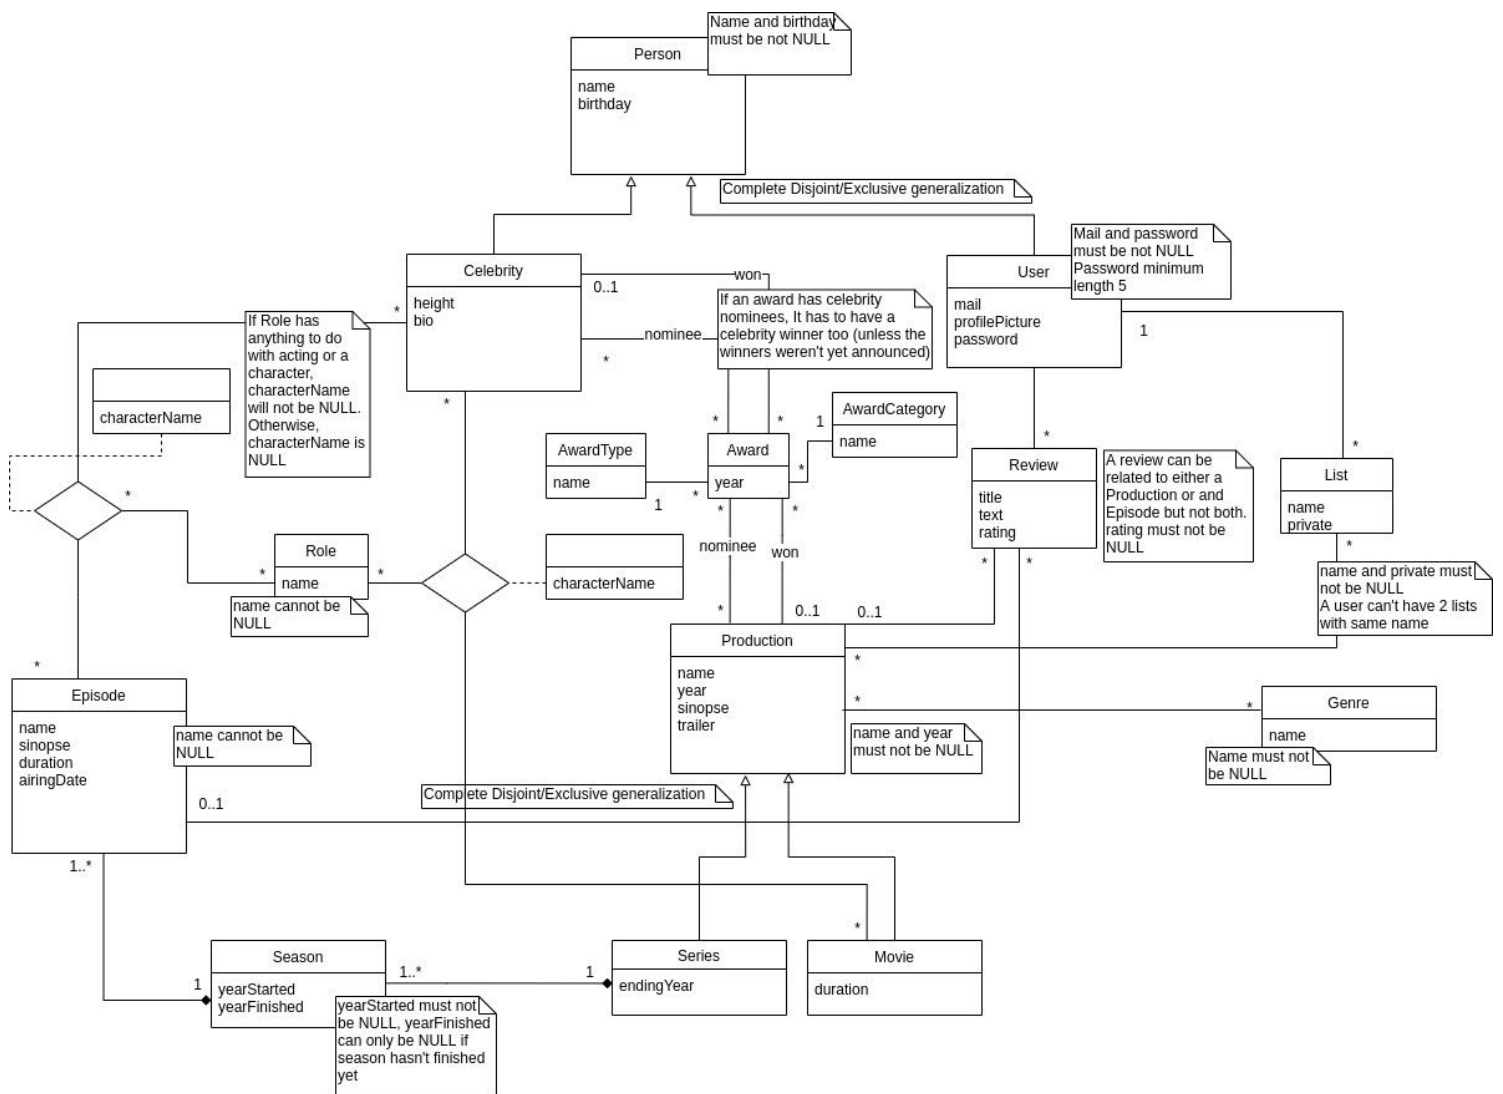 Name and birthday
must be not NULL
Person
name
birthday
Complete Disjoint/Exclusive generalization
Mail and password
must be not NULL
Password minimum
length 5
Celebrity
height
bio
0..1
won
User
mail
profilePicture
password
1
*
If Role has
anything to do
with acting or a
character,
characterName
will not be NULL.
Otherwise,
characterName is
NULL
nominee
*
If an award has celebrity
nominees, It has to have a
celebrity winner too (unless the
winners weren't yet announced)
characterName
*
*
*
1
AwardCategory
name
AwardType
name
1
*
Award
year
*
*
*
*
Review
title
text
rating
*
*
A review can be
related to either a
Production or and
Episode but not both.
rating must not be
NULL
*
List
name
private
*
name and private must
not be NULL
A user can't have 2 lists
with same name
*
*
Role
name
*
name cannot be
NULL
characterName
nominee
won
*
0..1
0..1
Production
name
year
sinopse
trailer
*
*
*
name and year
must not be NULL
Genre
name
Name must not
be NULL
*
Episode
name
sinopse
duration
airingDate
name cannot be
NULL
0..1
Complete Disjoint/Exclusive generalization
1..*
1
Season
yearStarted
yearFinished
1..*
1
yearStarted must not
be NULL, yearFinished
can only be NULL if
season hasn't finished
yet
Series
endingYear
*
Movie
duration